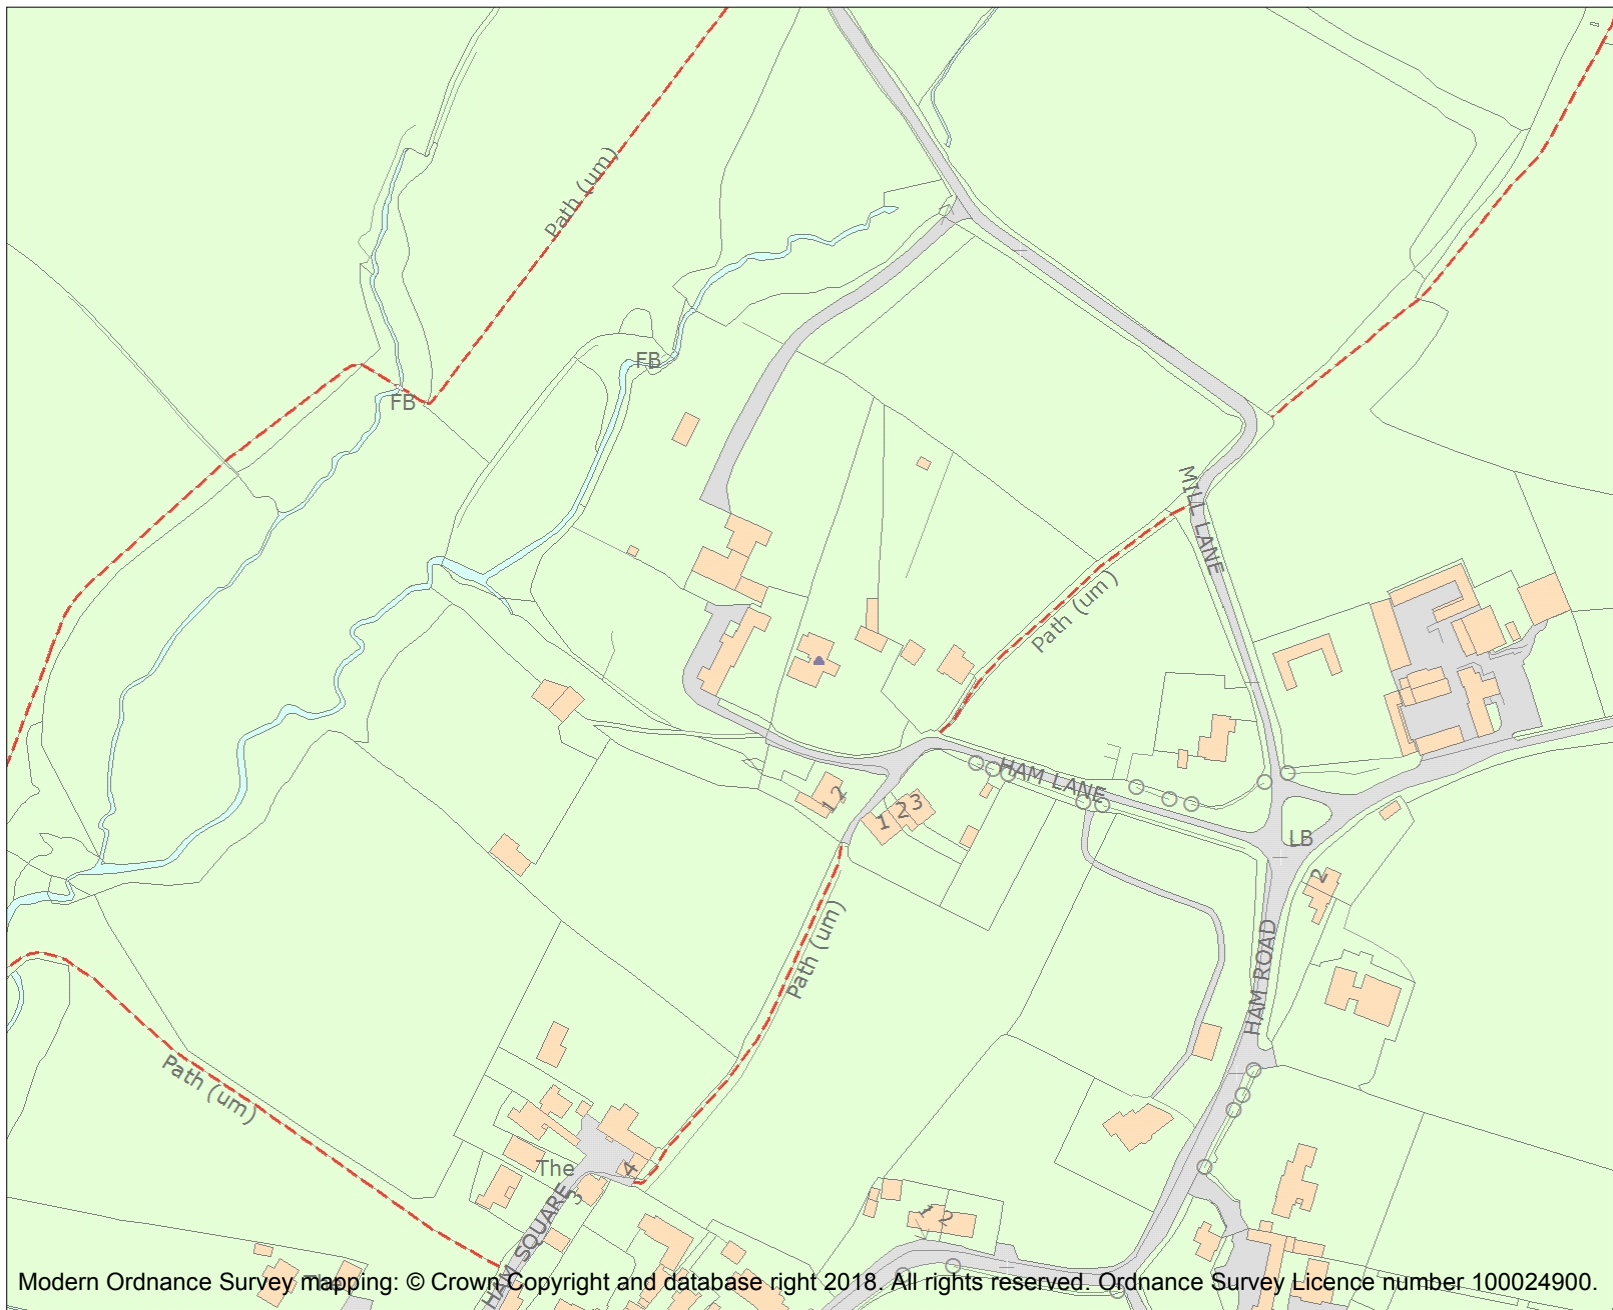 Path (um)
FB
FB
MILL LANE
Path (um)
HAM LANE
1 2
1 2 3
LB
2
Path (um)
HAM ROAD
Path (um)
The
4
3
HAM SQUARE
1 2
Modern Ordnance Survey mapping: © Crown Copyright and database right 2018. All rights reserved. Ordnance Survey Licence number 100024900.